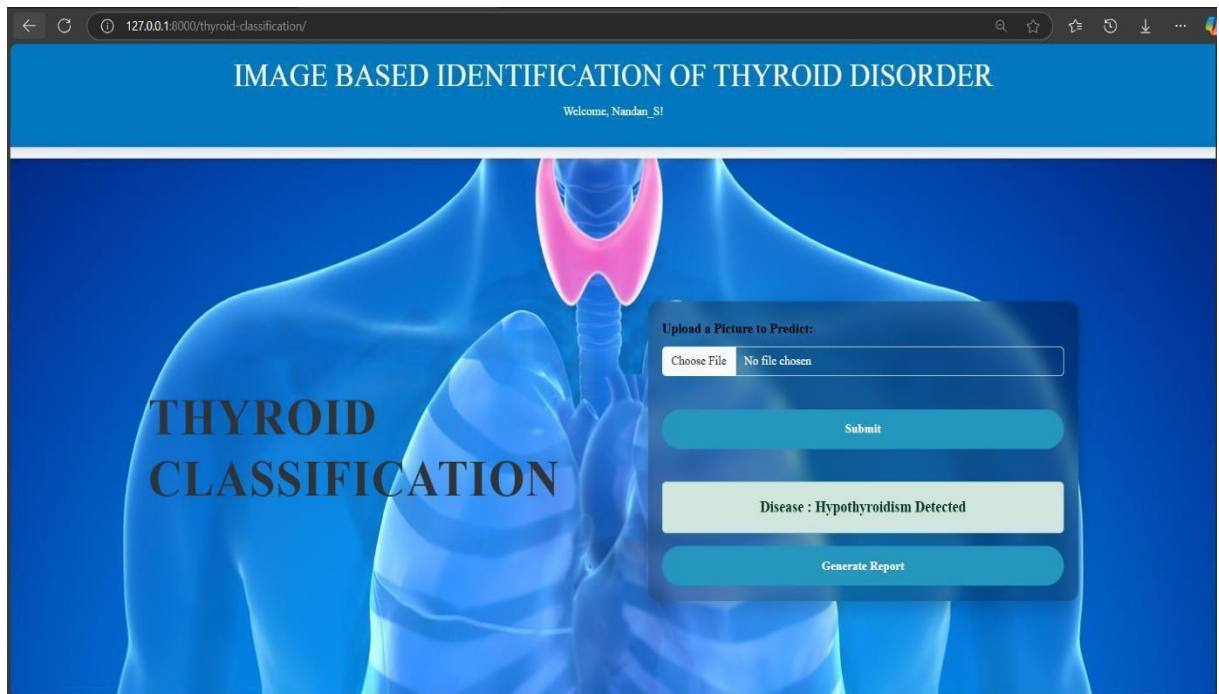 127.0.0.1:8000/thyroid-classification/
IMAGE BASED IDENTIFICATION OF THYROID DISORDER
Welcome, Nandan_S!
Upload a Picture to Predict:
Choose File No file chosen
THYROID
CLASSIFICATION
Submit
Disease : Hypothyroidism Detected
Generate Report